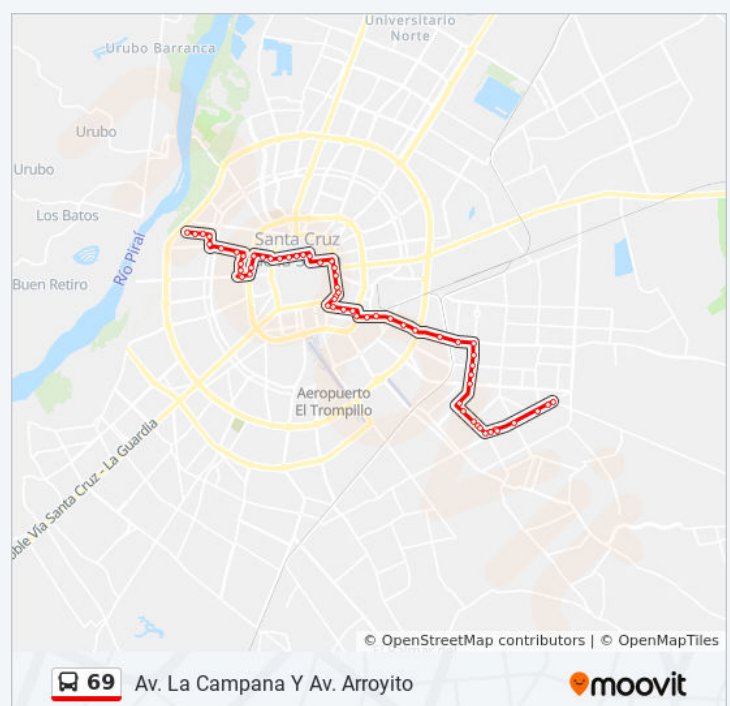 Universitario
Norte
Urubo Barranca
Urubo
Urubo
Los Batos
Río Piraí
Santa Cruz
Buen Retiro
Aeropuerto
El Trompillo
oble Vía Santa Cruz - La Guardia
© OpenStreetMap contributors | © OpenMapTiles
69 Av. La Campana Y Av. Arroyito
moovit